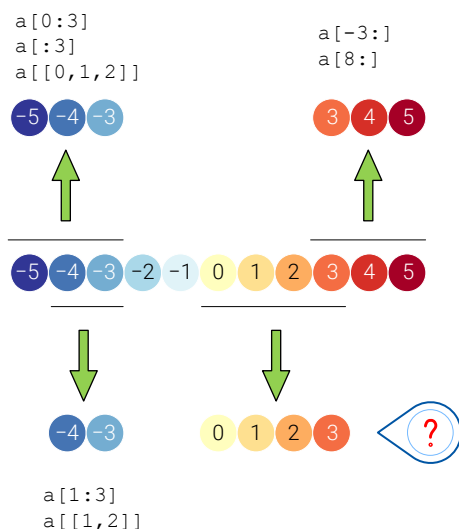 a[0:3]
a[:3]
a[[0,1,2]]
a[-3:]
a[8:]
-5 -4 -3
3 4 5
-5 -4 -3 -2 -1 0 1 2 3 4 5
-4 -3
0 1 2 3
?
a[1:3]
a[[1,2]]